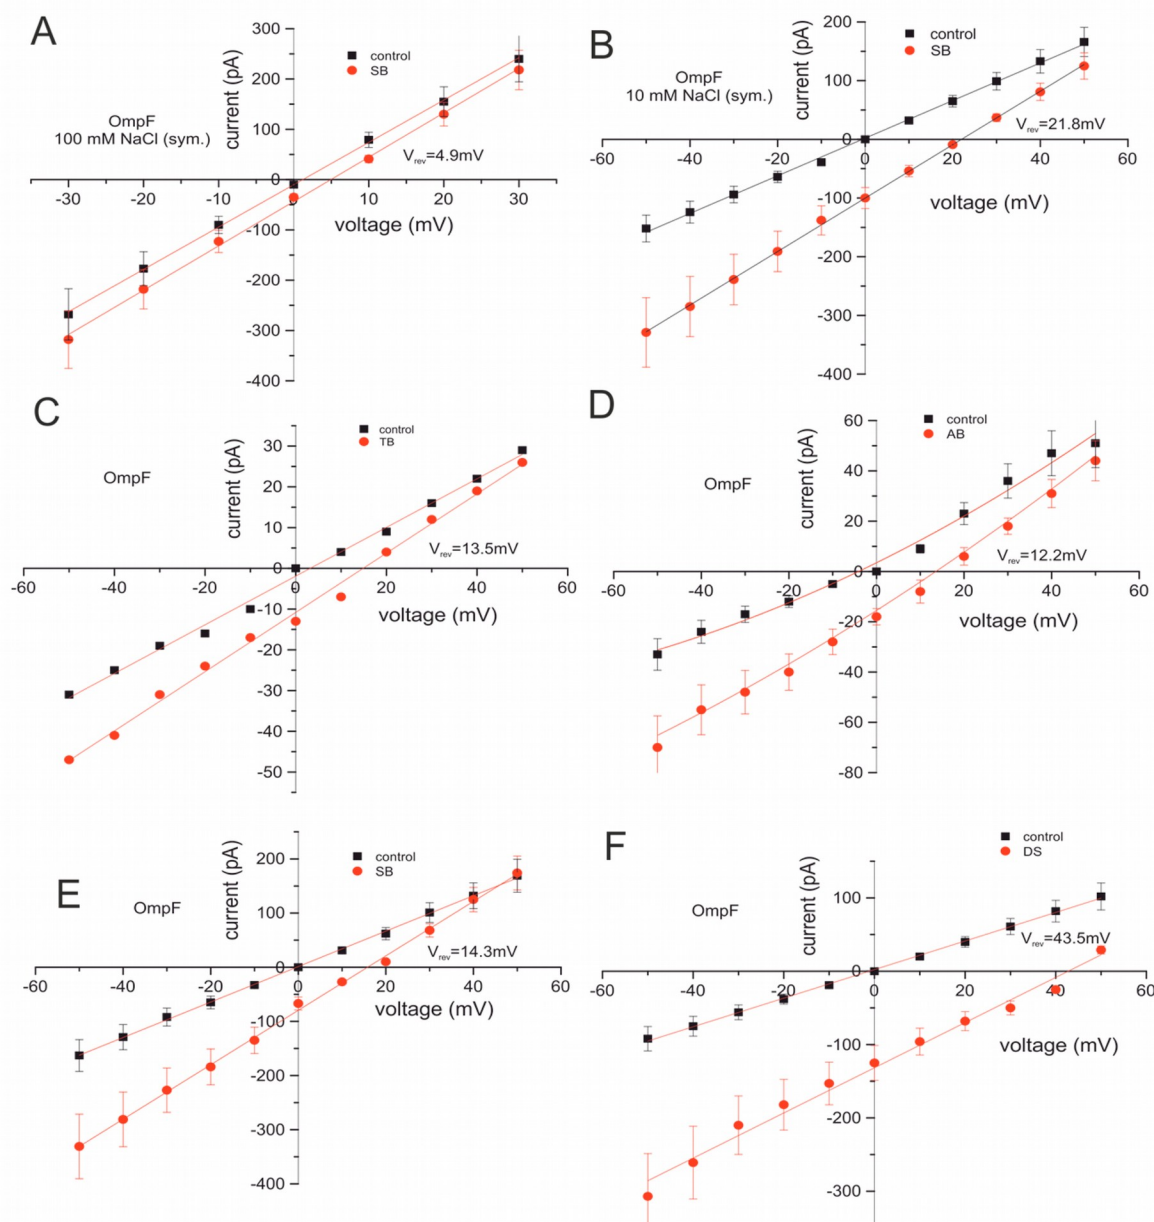 A
300
200
100
0
-100
-200
-300
-400
-30
-20
-10
0
10
20
30
current (pA)
control
SB
OmpF
100 mM NaCl (sym.)
Vrev=4.9mV
voltage (mV)
B
200
100
0
-100
-200
-300
-400
-60
-40
-20
0
20
40
60
current (pA)
control
SB
OmpF
10 mM NaCl (sym.)
Vrev=21.8mV
voltage (mV)
C
30
20
10
0
-10
-20
-30
-40
-50
-60
-40
-20
0
20
40
60
current (pA)
control
TB
OmpF
Vrev=13.5mV
voltage (mV)
D
60
40
20
0
-20
-40
-60
-80
-60
-40
-20
0
20
40
60
current (pA)
control
AB
OmpF
Vrev=12.2mV
voltage (mV)
E
200
100
0
-100
-200
-300
-400
-60
-40
-20
0
20
40
60
current (pA)
control
SB
OmpF
Vrev=14.3mV
voltage (mV)
F
100
0
-100
-200
-300
-60
-40
-20
0
20
40
60
current (pA)
control
DS
OmpF
Vrev=43.5mV
voltage (mV)